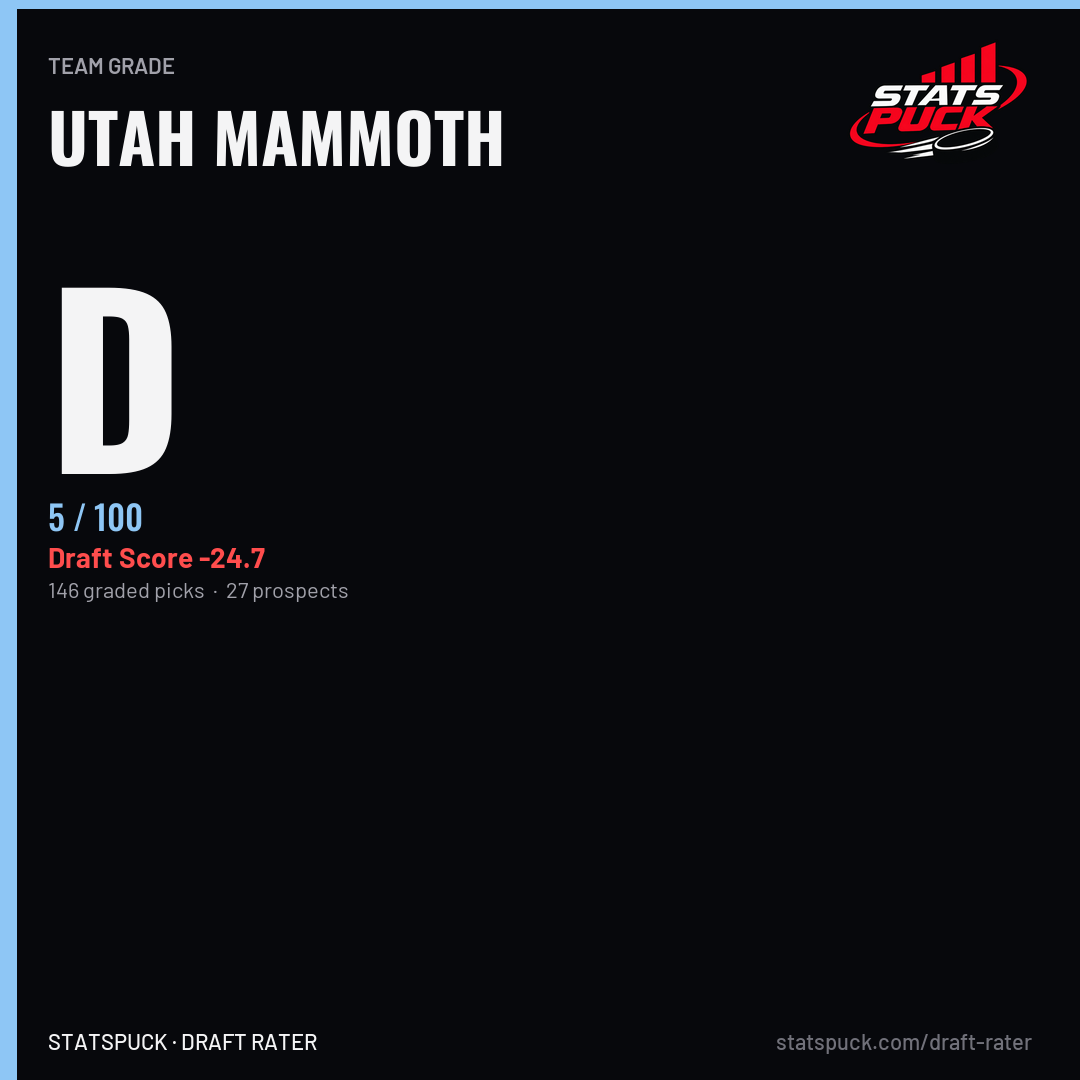 TEAM GRADE
UTAH MAMMOTH
STATS
PUCK
D
5 / 100
Draft Score -24.7
146 graded picks · 27 prospects
STATSPUCK · DRAFT RATER
statspuck.com/draft-rater